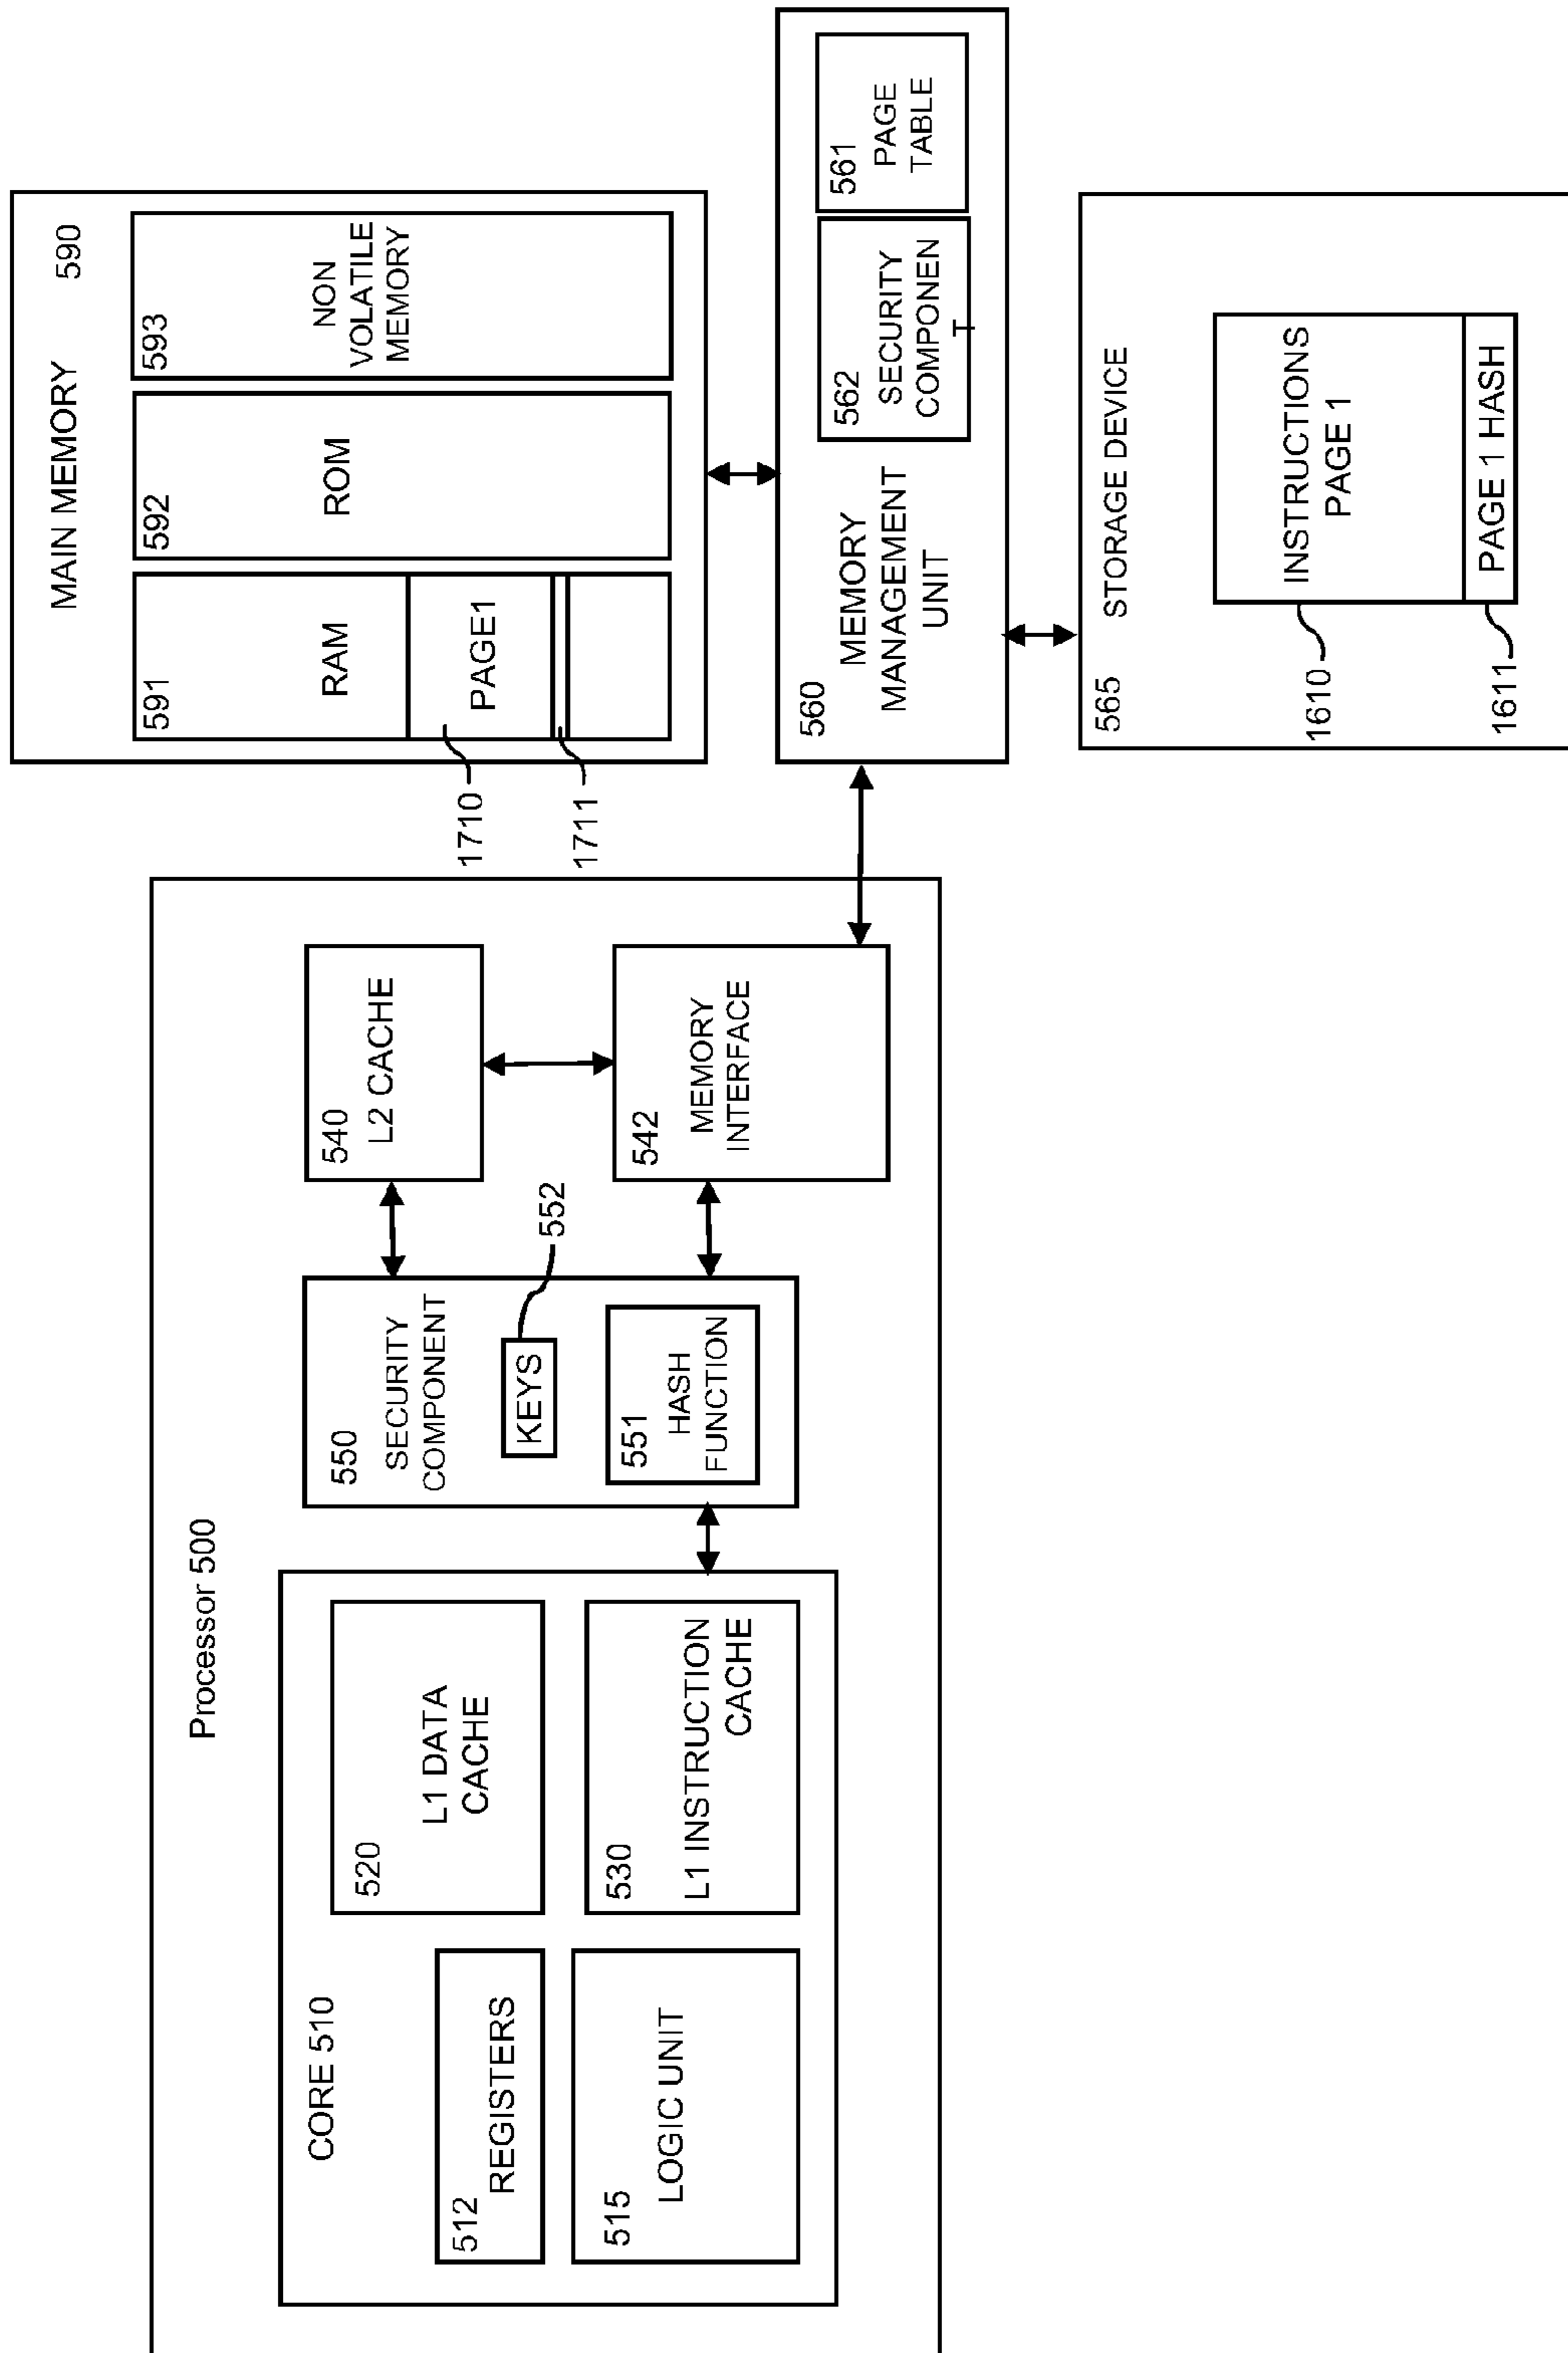 Processor 500
CORE 510
512
REGISTERS
515
LOGIC UNIT
520
L1 DATA
CACHE
530
L1 INSTRUCTION
CACHE
550
SECURITY
COMPONENT
KEYS
552
551
HASH
FUNCTION
540
L2 CACHE
542
MEMORY
INTERFACE
MAIN MEMORY
590
591
RAM
PAGE1
1710
1711
592
ROM
593
NON
VOLATILE
MEMORY
560
MEMORY
MANAGEMENT
UNIT
562
SECURITY
COMPONEN
T
561
PAGE
TABLE
565
STORAGE DEVICE
INSTRUCTIONS
PAGE 1
PAGE 1 HASH
1610
1611